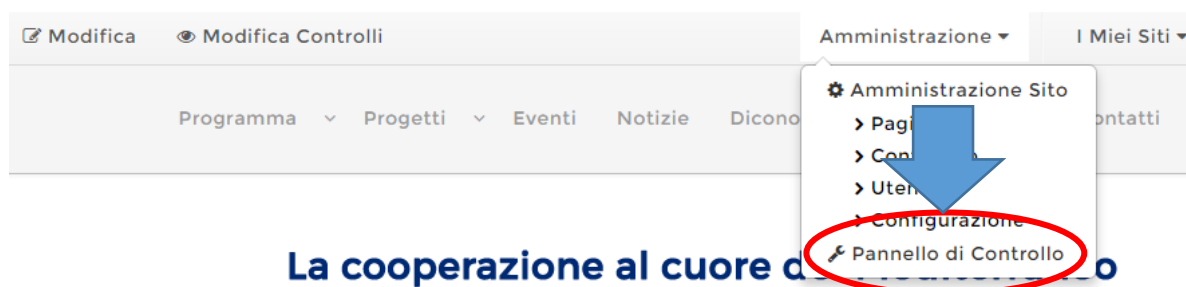 Modifica Modifica Controlli Amministrazione I Miei Siti
Amministrazione Sito
Programma Progetti Eventi Notizie
Configurazione
Pannello di Controllo
La cooperazione al cuore